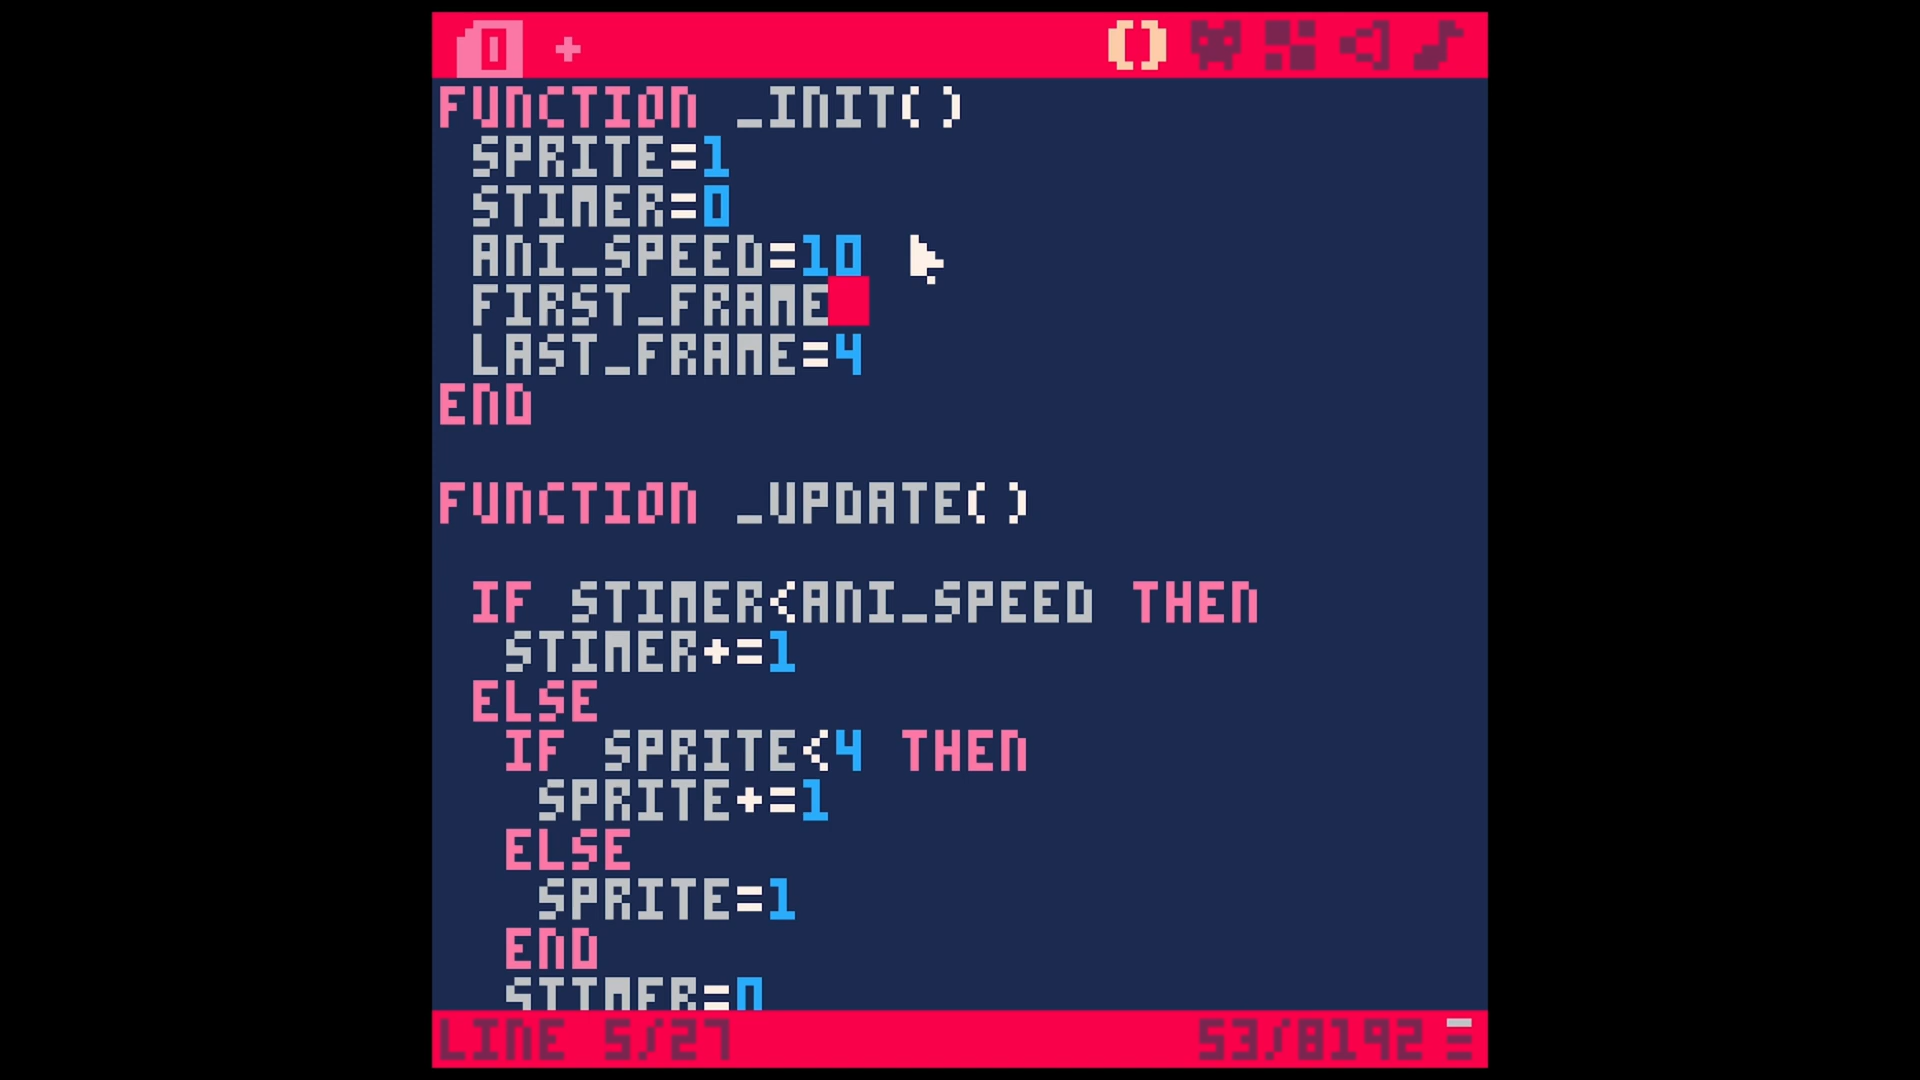 0 +
FUNCTION _INIT()
SPRITE=1
STIMER=0
ANI_SPEED=10
FIRST_FRAME
LAST_FRAME=4
END
FUNCTION _UPDATE()
IF STIMER<ANI_SPEED THEN
STIMER+=1
ELSE
IF SPRITE<4 THEN
SPRITE+=1
ELSE
SPRITE=1
END
STIMER=0
LINE 5/27 53/8192